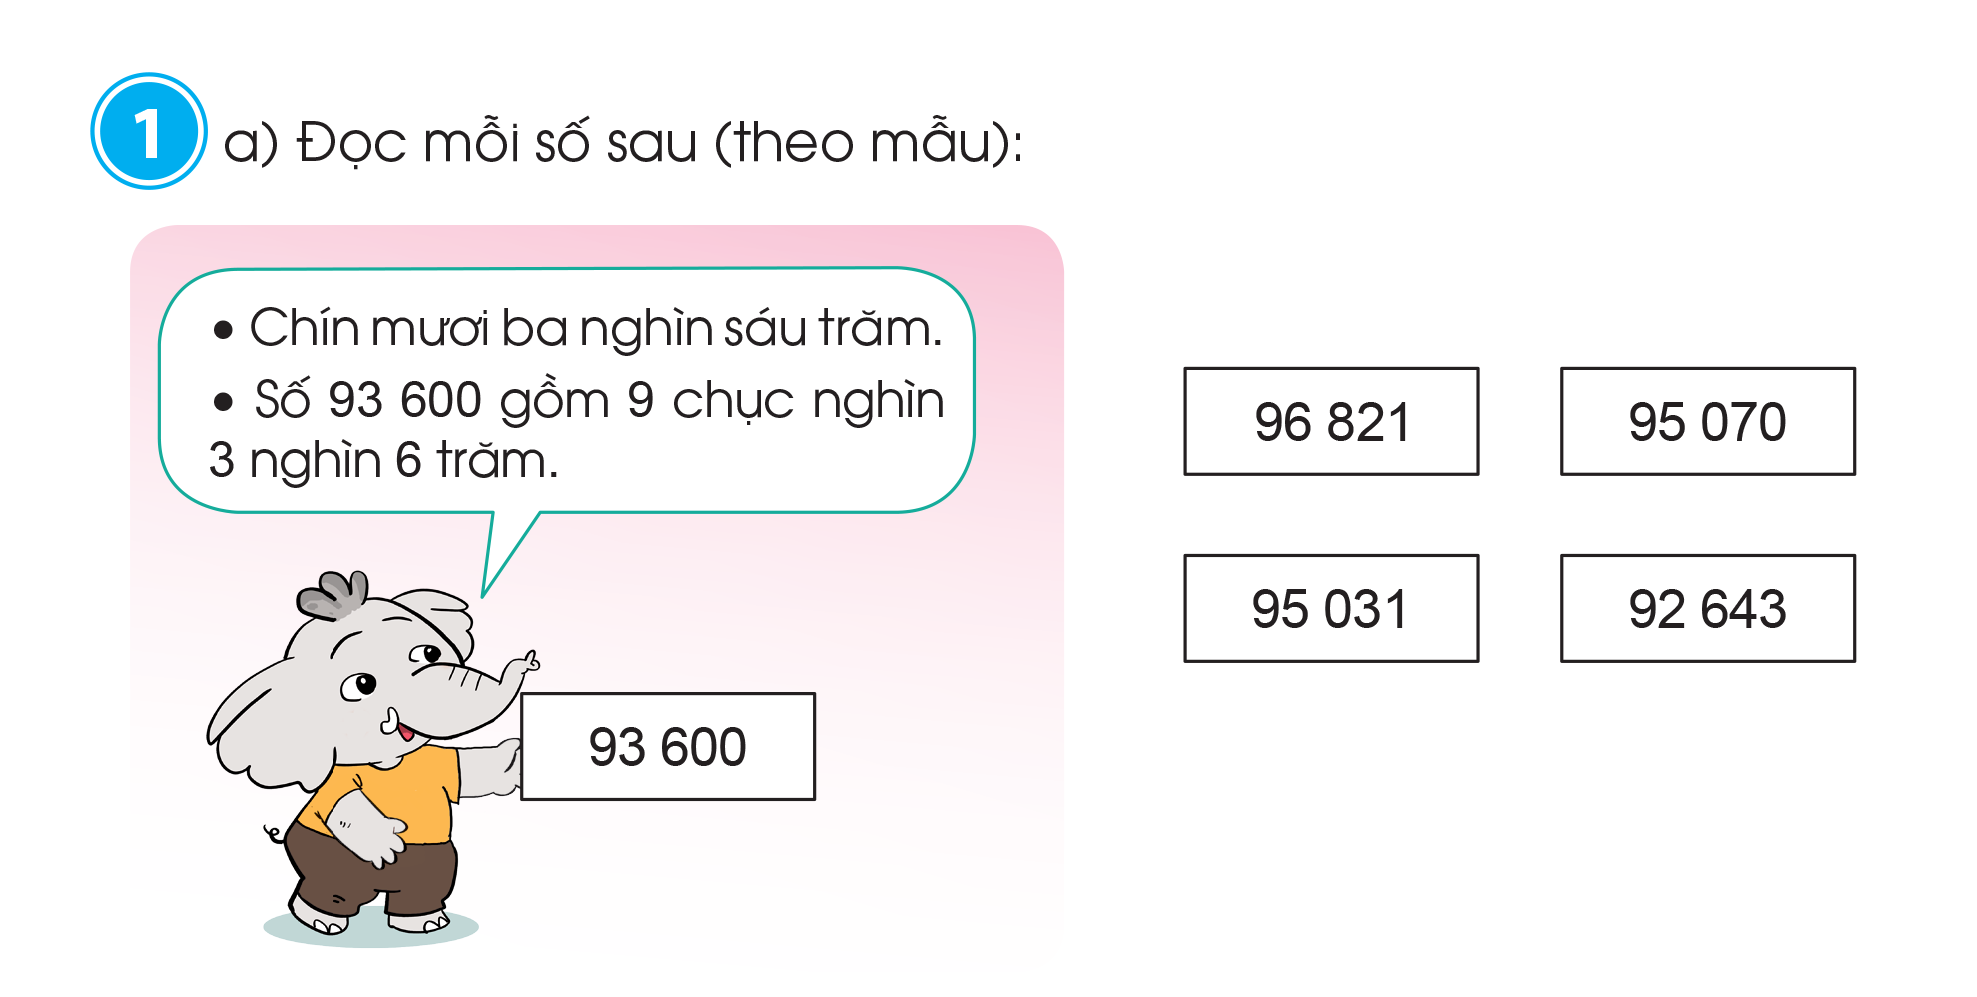 1
a) Đọc mỗi số sau (theo mẫu):
• Chín mươi ba nghìn sáu trăm.
• Số 93 600 gồm 9 chục nghìn
3 nghìn 6 trăm.
93 600
96 821
95 070
95 031
92 643